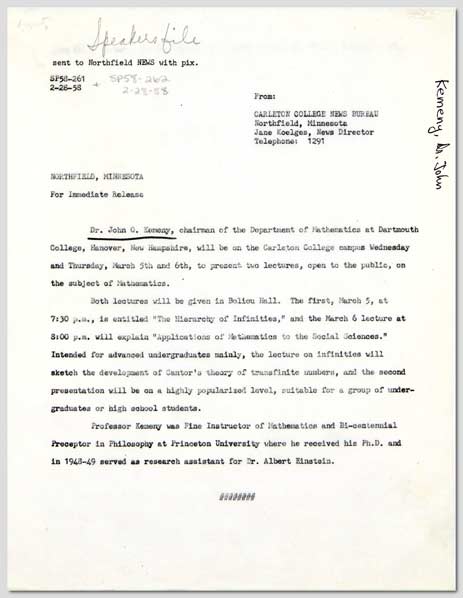 Speakers file
sent to Northfield NEWS with pix.
SP58-261 + SP58-262
2-28-58 2-28-58
From:
CARLETON COLLEGE NEWS BUREAU
Northfield, Minnesota
Jane Koelges, News Director
Telephone: 1291
Kemeny, Dr. John
NORTHFIELD, MINNESOTA
For Immediate Release
Dr. John G. Kemeny, chairman of the Department of Mathematics at Dartmouth
College, Hanover, New Hampshire, will be on the Carleton College campus Wednesday
and Thursday, March 5th and 6th, to present two lectures, open to the public, on
the subject of Mathematics.
Both lectures will be given in Boliou Hall. The first, March 5, at
7:30 p.m., is entitled "The Hierarchy of Infinities," and the March 6 lecture at
8:00 p.m. will explain "Applications of Mathematics to the Social Sciences."
Intended for advanced undergraduates mainly, the lecture on infinities will
sketch the development of Cantor's theory of transfinite numbers, and the second
presentation will be on a highly popularized level, suitable for a group of under-
graduates or high school students.
Professor Kemeny was Fine Instructor of Mathematics and Bi-centennial
Preceptor in Philosophy at Princeton University where he received his Ph.D. and
in 1948-49 served as research assistant for Dr. Albert Einstein.
########